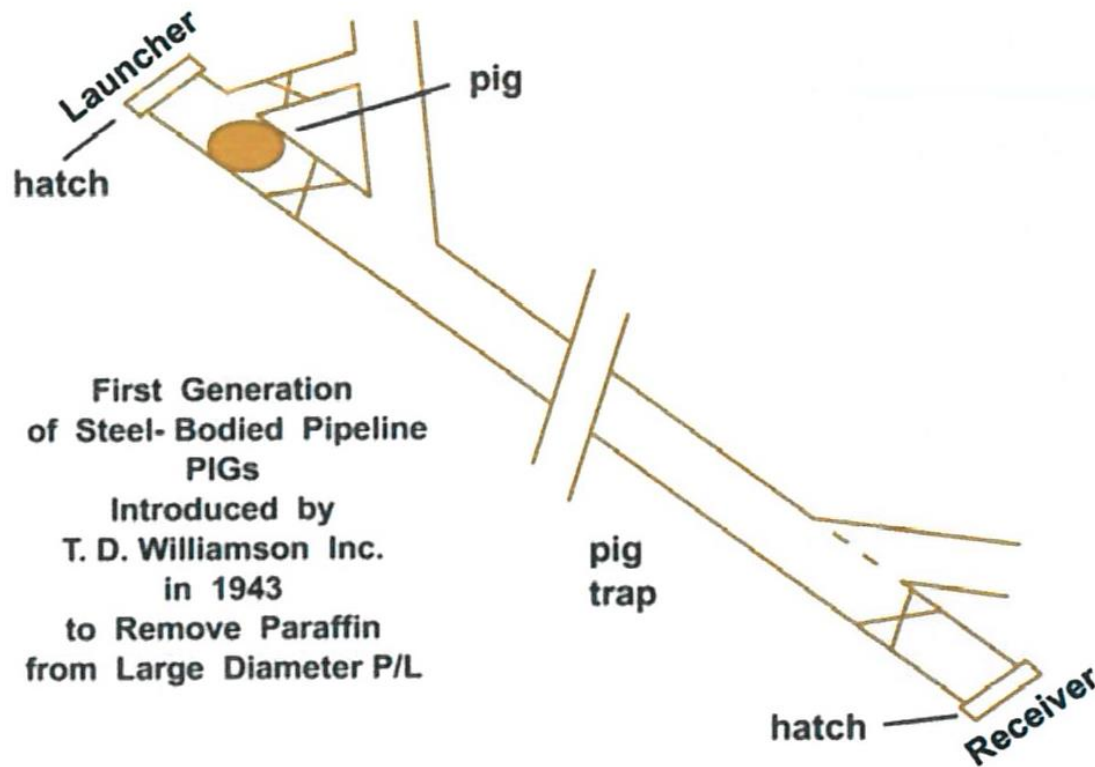 Launcher
pig
hatch
First Generation
of Steel- Bodied Pipeline
PIGs
Introduced by
T. D. Williamson Inc.
in 1943
to Remove Paraffin
from Large Diameter P/L
pig
trap
hatch
Receiver